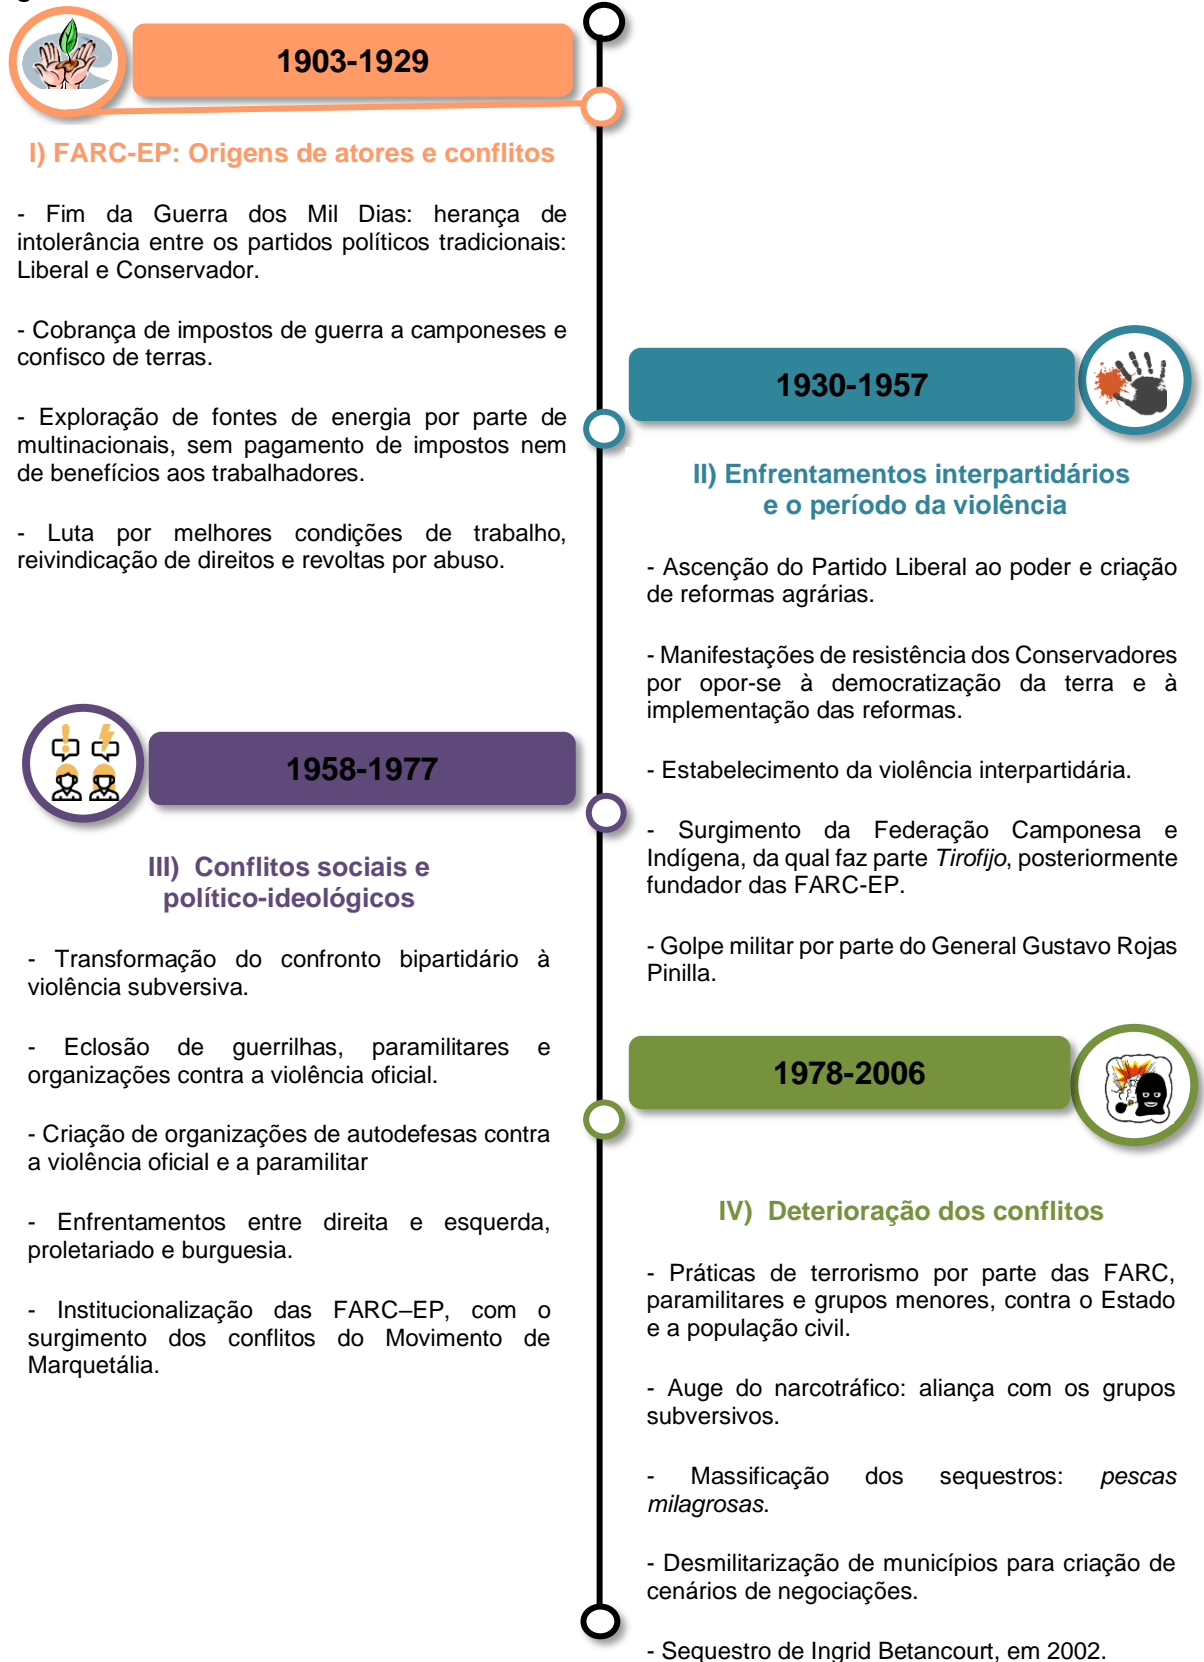 1903-1929
I) FARC-EP: Origens de atores e conflitos
- Fim da Guerra dos Mil Dias: herança de
intolerância entre os partidos políticos tradicionais:
Liberal e Conservador.
- Cobrança de impostos de guerra a camponeses e
confisco de terras.
- Exploração de fontes de energia por parte de
multinacionais, sem pagamento de impostos nem
de benefícios aos trabalhadores.
- Luta por melhores condições de trabalho,
reivindicação de direitos e revoltas por abuso.
1930-1957
II) Enfrentamentos interpartidários
e o período da violência
- Ascenção do Partido Liberal ao poder e criação
de reformas agrárias.
- Manifestações de resistência dos Conservadores
por opor-se à democratização da terra e à
implementação das reformas.
- Estabelecimento da violência interpartidária.
- Surgimento da Federação Camponesa e
Indígena, da qual faz parte Tirofijo, posteriormente
fundador das FARC-EP.
- Golpe militar por parte do General Gustavo Rojas
Pinilla.
1958-1977
III) Conflitos sociais e
político-ideológicos
- Transformação do confronto bipartidário à
violência subversiva.
- Eclosão de guerrilhas, paramilitares e
organizações contra a violência oficial.
- Criação de organizações de autodefesas contra
a violência oficial e a paramilitar
- Enfrentamentos entre direita e esquerda,
proletariado e burguesia.
- Institucionalização das FARC–EP, com o
surgimento dos conflitos do Movimento de
Marquetália.
1978-2006
IV) Deterioração dos conflitos
- Práticas de terrorismo por parte das FARC,
paramilitares e grupos menores, contra o Estado
e a população civil.
- Auge do narcotráfico: aliança com os grupos
subversivos.
- Massificação dos sequestros: pescas
milagrosas.
- Desmilitarização de municípios para criação de
cenários de negociações.
- Sequestro de Ingrid Betancourt, em 2002.